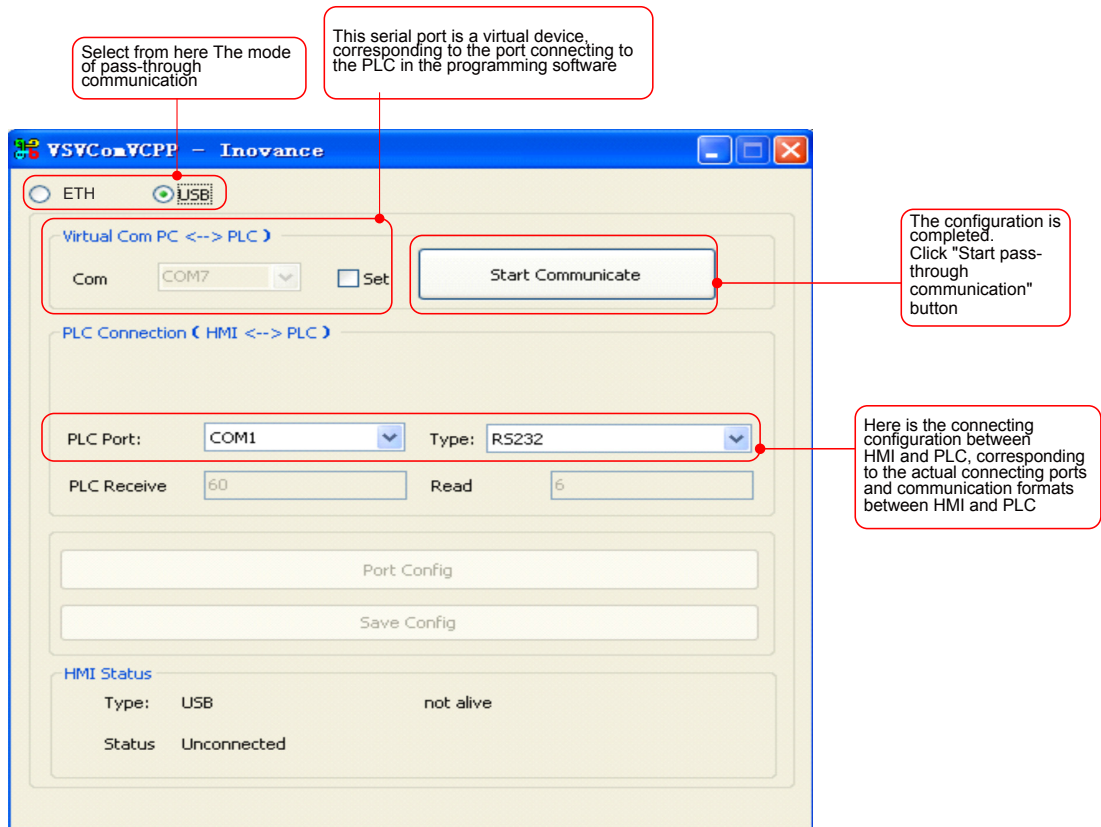 Select from here The mode
of pass-through
communication
This serial port is a virtual device,
corresponding to the port connecting to
the PLC in the programming software
VSVComVCPP - Inovance
ETH USB
Virtual Com PC <--> PLC )
Com COM7 Set Start Communicate
The configuration is
completed.
Click "Start pass-
through
communication"
button
PLC Connection ( HMI <--> PLC )
PLC Port: COM1 Type: RS232
Here is the connecting
configuration between
HMI and PLC, corresponding
to the actual connecting ports
and communication formats
between HMI and PLC
PLC Receive 60 Read 6
Port Config
Save Config
HMI Status
Type: USB not alive
Status Unconnected